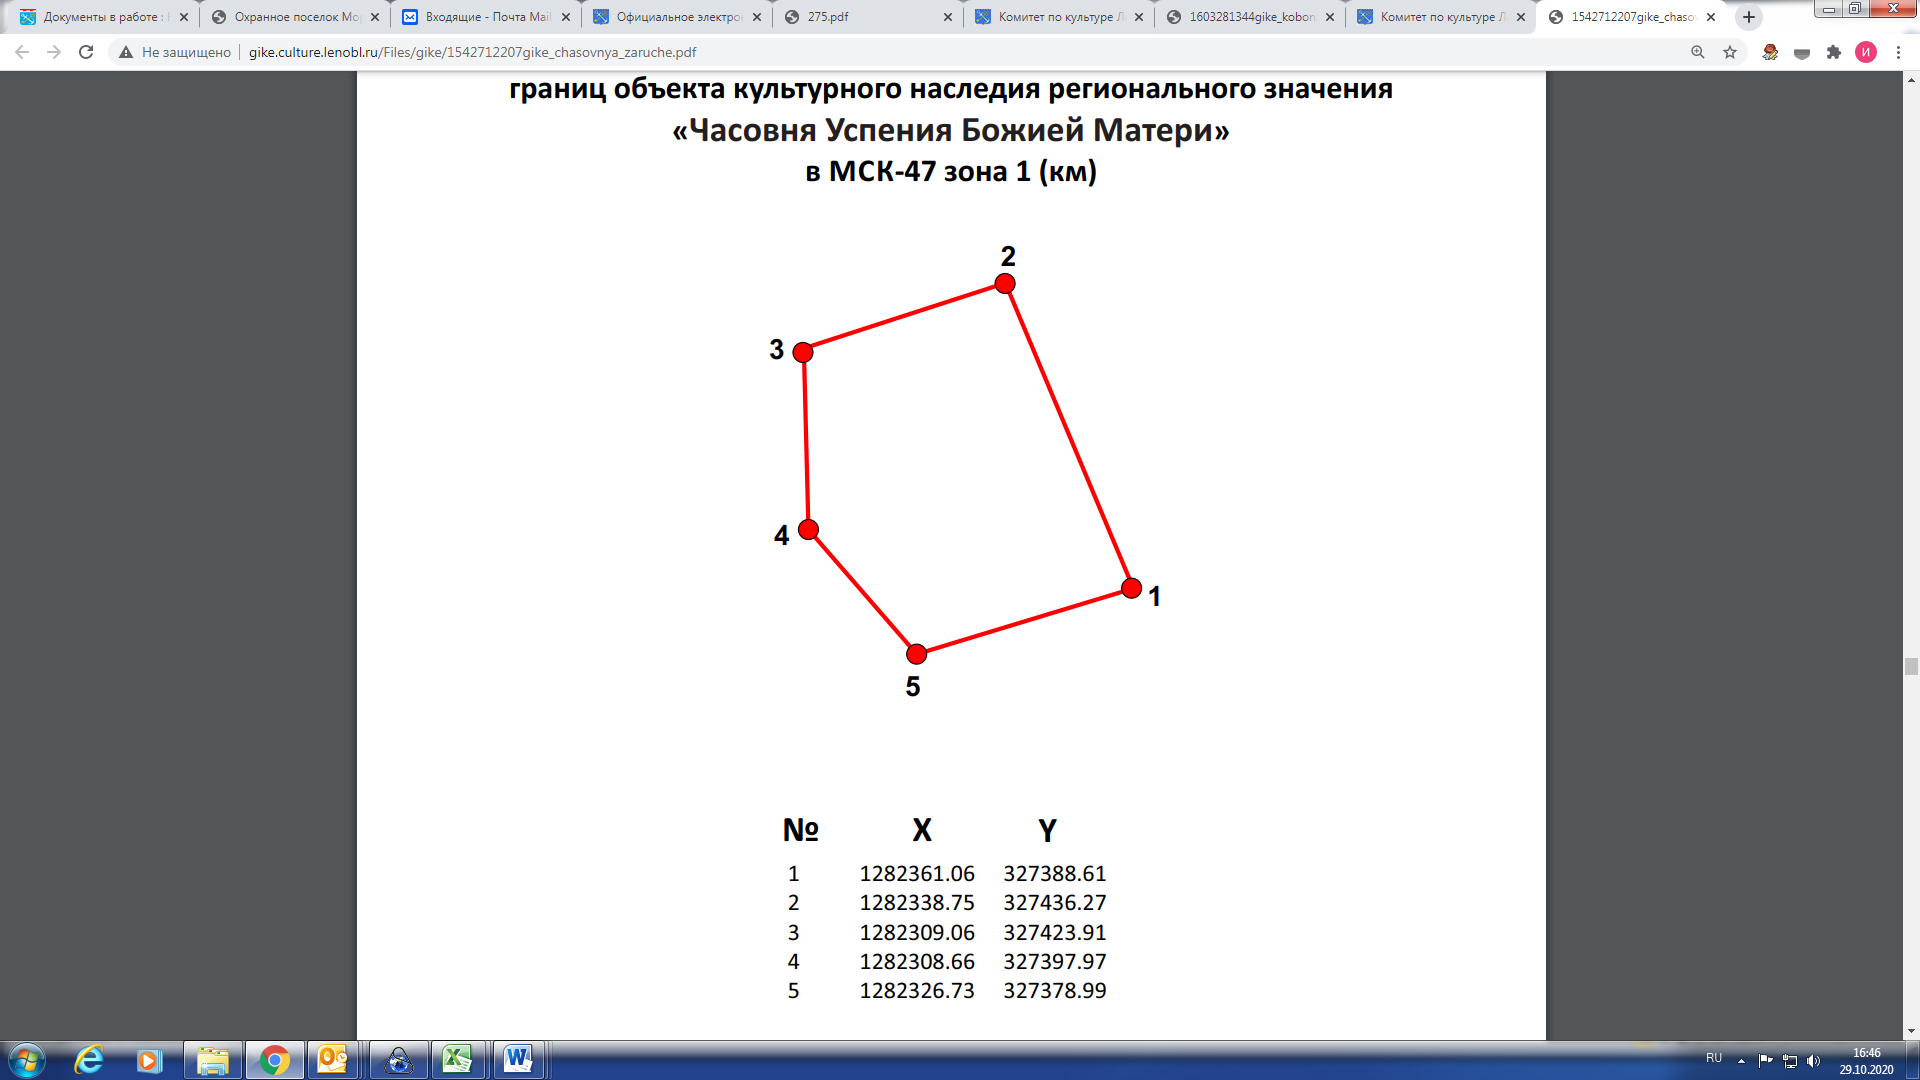 Документы в работе :
Охранное поселок Мо
Входящие - Почта Mail
Официальное электро
275.pdf
Комитет по культуре Л
1603281344gike_kobon
Комитет по культуре Л
1542712207gike_chaso
Не защищено
gike.culture.lenobl.ru/Files/gike/1542712207gike_chasovnya_zaruche.pdf
И
границ объекта культурного наследия регионального значения
«Часовня Успения Божией Матери»
в МСК-47 зона 1 (км)
2
3
4
1
5
№ X Y
1 1282361.06 327388.61
2 1282338.75 327436.27
3 1282309.06 327423.91
4 1282308.66 327397.97
5 1282326.73 327378.99
RU
16:46
29.10.2020